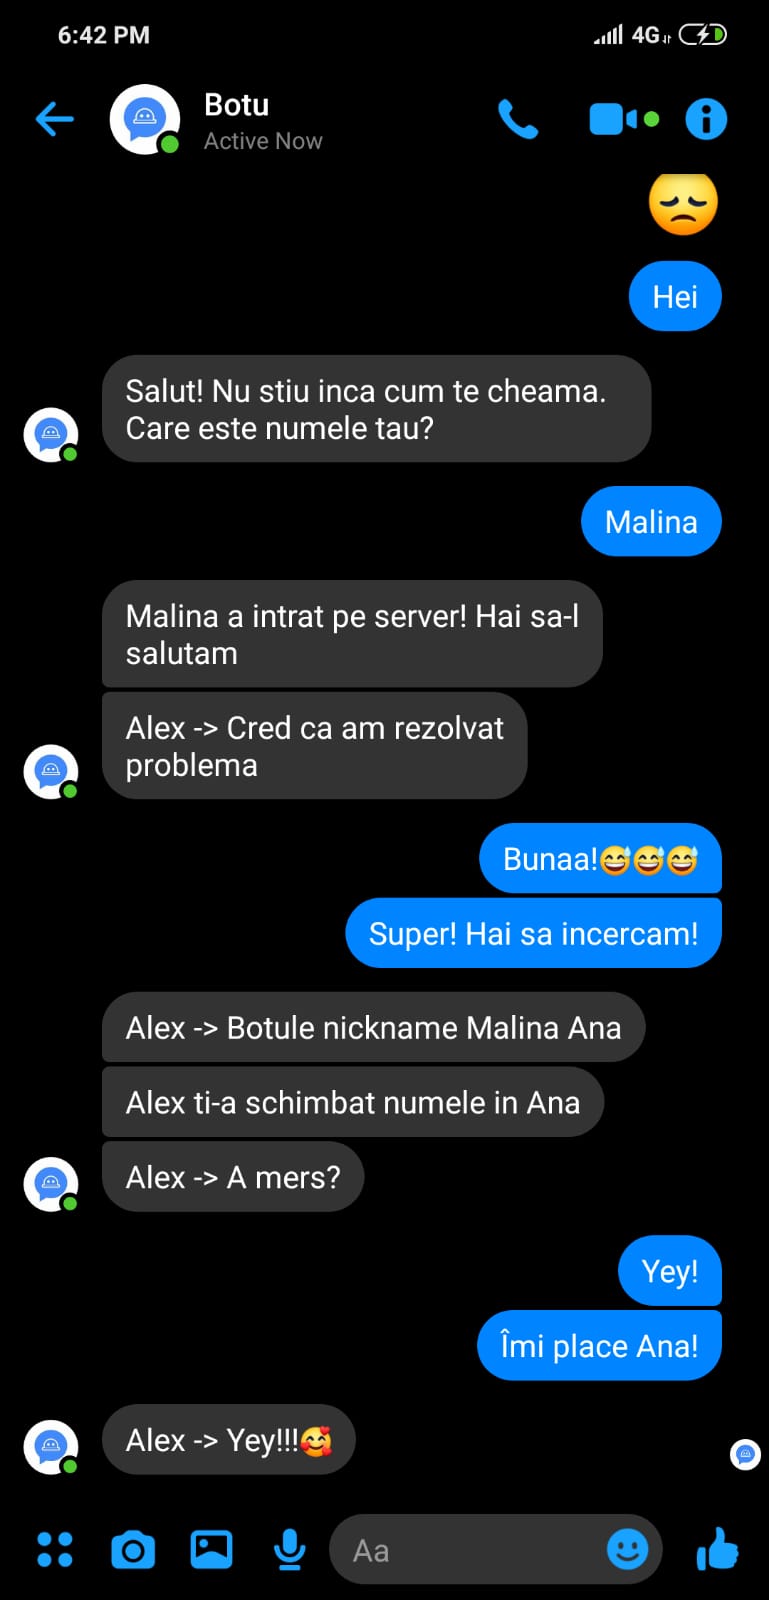 6:42 PM
4G
Botu
Active Now
Hei
Salut! Nu stiu inca cum te cheama.
Care este numele tau?
Malina
Malina a intrat pe server! Hai sa-l
salutam
Alex -> Cred ca am rezolvat
problema
Bunaa!😅😅😅
Super! Hai sa incercam!
Alex -> Botule nickname Malina Ana
Alex ti-a schimbat numele in Ana
Alex -> A mers?
Yey!
Îmi place Ana!
Alex -> Yey!!!🥰
Aa